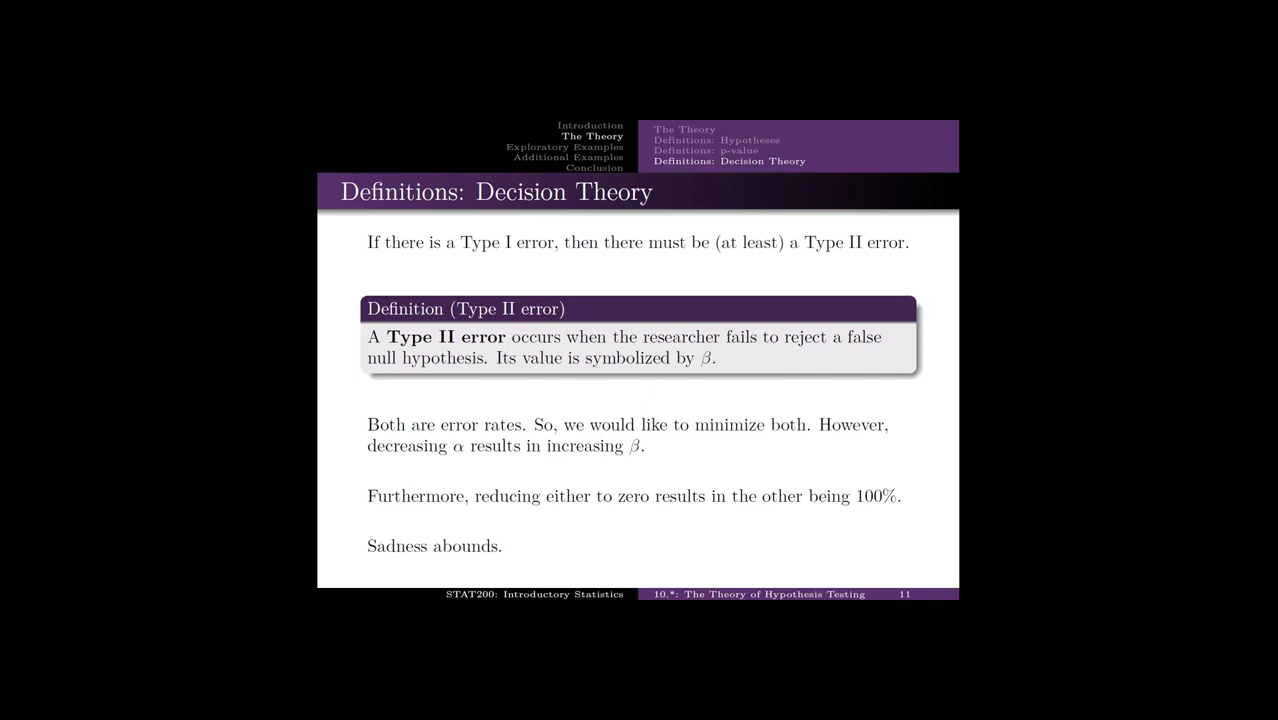 Introduction
The Theory
Exploratory Examples
Additional Examples
Conclusion
The Theory
Definitions: Hypotheses
Definitions: p-value
Definitions: Decision Theory
Definitions: Decision Theory
If there is a Type I error, then there must be (at least) a Type II error.
Definition (Type II error)
A Type II error occurs when the researcher fails to reject a false
null hypothesis. Its value is symbolized by β.
Both are error rates. So, we would like to minimize both. However,
decreasing α results in increasing β.
Furthermore, reducing either to zero results in the other being 100%.
Sadness abounds.
STAT200: Introductory Statistics
10.*: The Theory of Hypothesis Testing 11